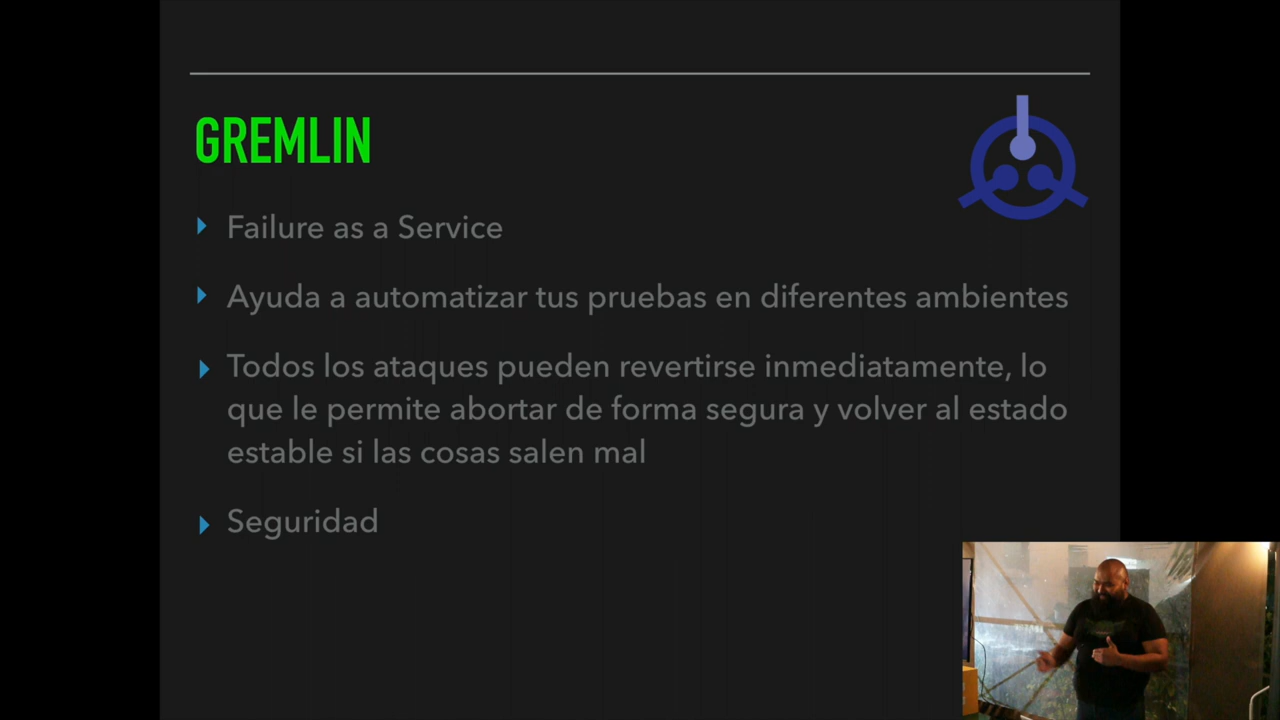 GREMLIN
Failure as a Service
Ayuda a automatizar tus pruebas en diferentes ambientes
Todos los ataques pueden revertirse inmediatamente, lo
que le permite abortar de forma segura y volver al estado
estable si las cosas salen mal
Seguridad